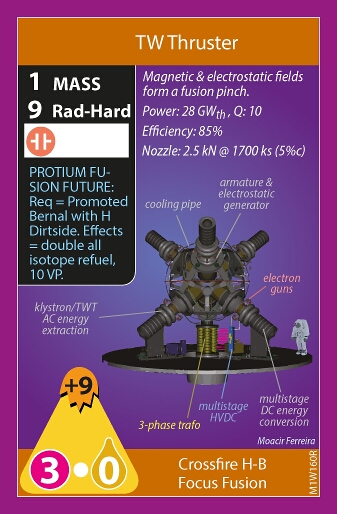 TW Thruster
1 MASS
9 Rad-Hard
PROTIUM FU-
SION FUTURE:
Req = Promoted
Bernal with H
Dirtside. Effects
= double all
isotope refuel,
10 VP.
Magnetic & electrostatic fields
form a fusion pinch.
Power: 28 GWth , Q: 10
Efficiency: 85%
Nozzle: 2.5 kN @ 1700 ks (5%c)
armature &
electrostatic
generator
cooling pipe
electron
guns
klystron/TWT
AC energy
extraction
multistage
HVDC
multistage
DC energy
conversion
3-phase trafo
Moacir Ferreira
+9
3 • 0
Crossfire H-B
Focus Fusion
M1W160R